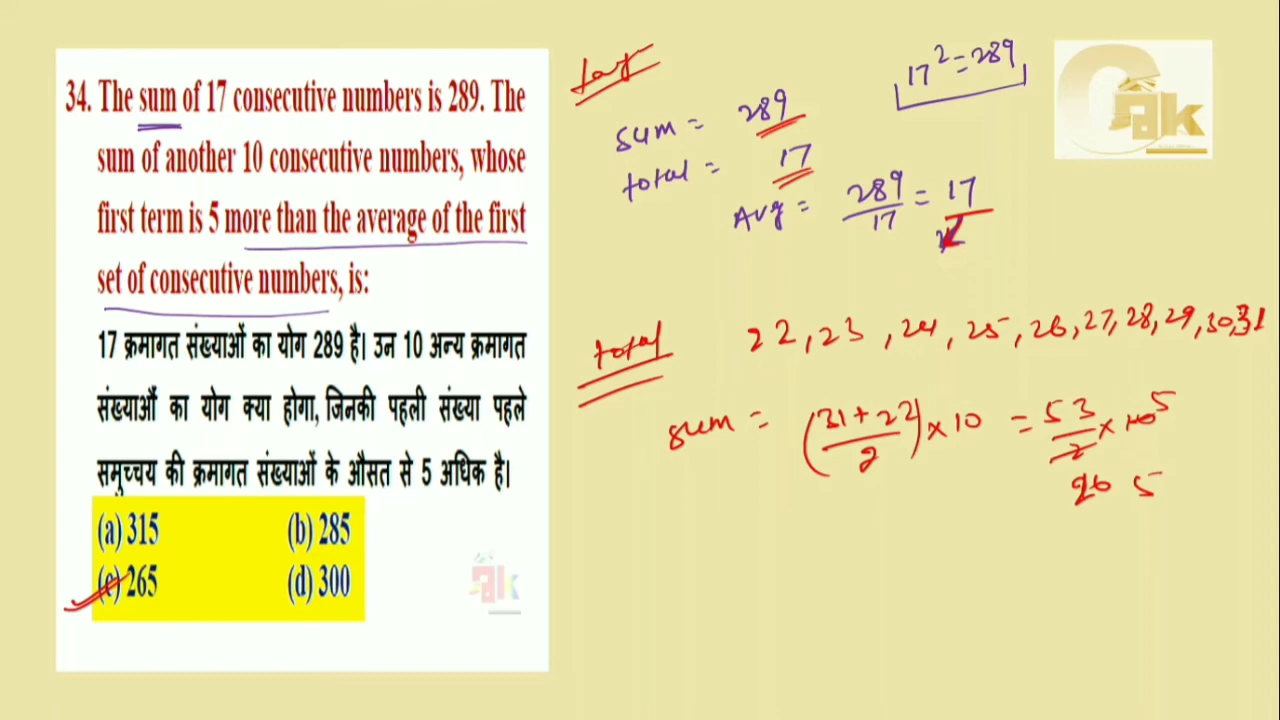 34. The sum of 17 consecutive numbers is 289. The
sum of another 10 consecutive numbers, whose
first term is 5 more than the average of the first
set of consecutive numbers, is:
17 क्रमागत संख्याओं का योग 289 है। उन 10 अन्य क्रमागत
संख्याओं का योग क्या होगा, जिनकी पहली संख्या पहले
समुच्चय की क्रमागत संख्याओं के औसत से 5 अधिक है।
(a) 315 (b) 285
(c) 265 (d) 300
17² = 289
sum = 289
total = 17
Avg = 289/17 = 17
total 22, 23, 24, 25, 26, 27, 28, 29, 30, 31
sum = (31+22/2) × 10 = 53/2 × 10 5
26 5